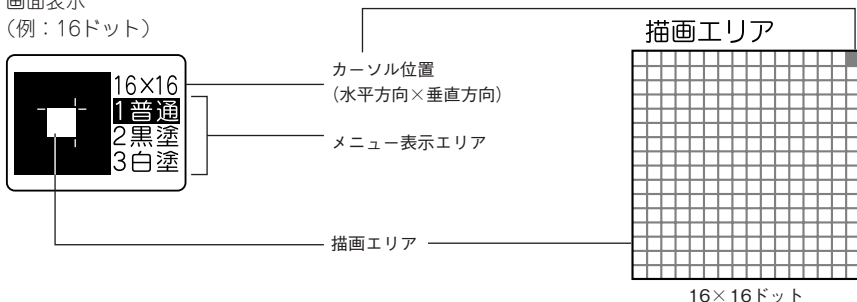 画面表示
(例：16ドット)
16×16
1普通
2黒塗
3白塗
カーソル位置
(水平方向×垂直方向)
メニュー表示エリア
描画エリア
描画エリア
16×16ドット